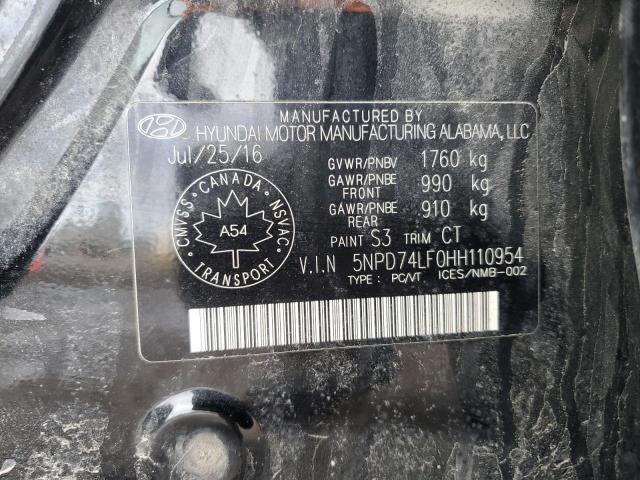 MANUFACTURED BY
HYUNDAI MOTOR MANUFACTURING ALABAMA, LLC
Jul/25/16
GVWR/PNBV 1760 kg
GAWR/PNBE FRONT 990 kg
GAWR/PNBE REAR 910 kg
CANADA
CMVSS NSVAC
A54
TRANSPORT
PAINT S3 TRIM CT
V.I.N 5NPD74LF0HH110954
TYPE : PC/VT ICES/NMB-002